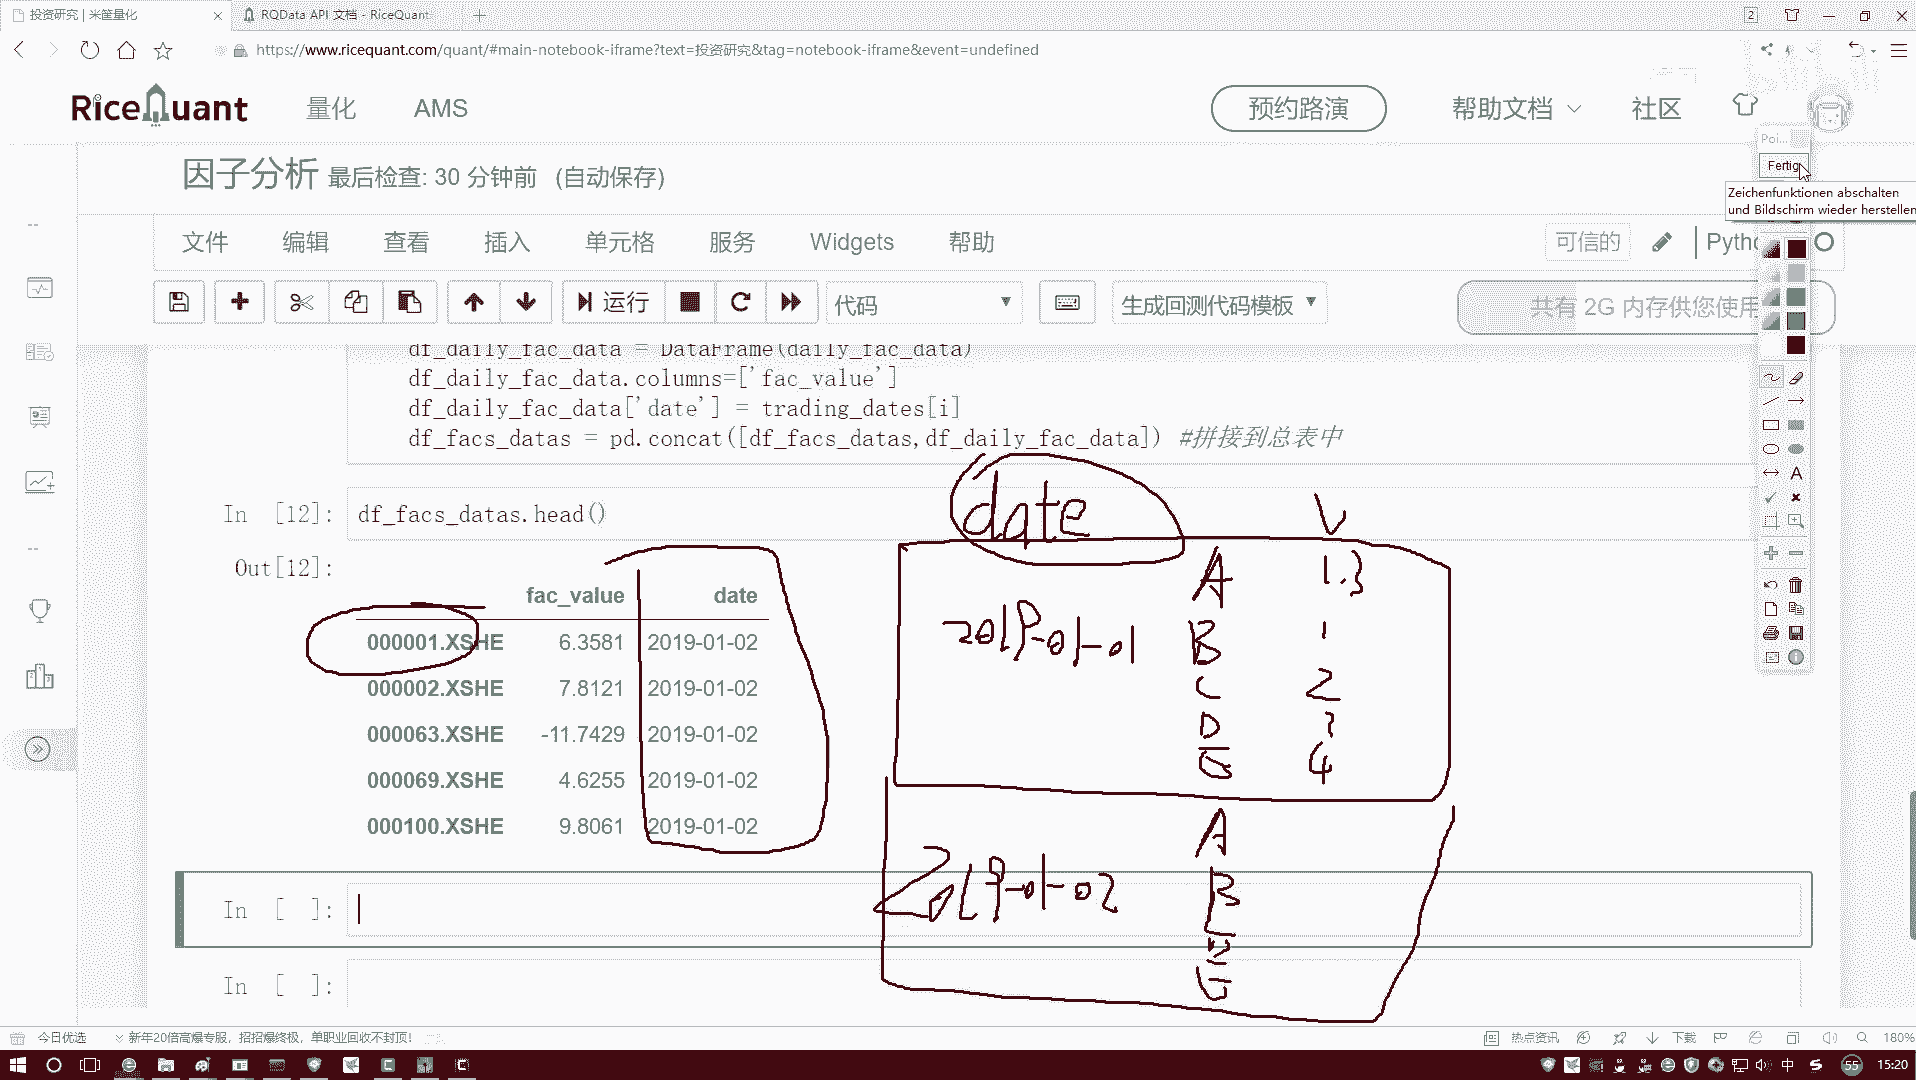 投资研究 | 米筐量化
RQData API 文档 - RiceQuant
2
https://www.ricequant.com/quant/#main-notebook-iframe?text=投资研究&tag=notebook-iframe&event=undefined
RiceQuant
量化
AMS
预约路演
帮助文档
社区
Poi...
Fertig
Zeichenfunktionen abschalten
und Bildschirm wieder herstellen
因子分析 最后检查: 30 分钟前 (自动保存)
文件 编辑 查看 插入 单元格 服务 Widgets 帮助
可信的
运行
代码
生成回测代码模板
共有 2G 内存供您使用
df_daily_fac_data = DataFrame(daily_fac_data)
df_daily_fac_data.columns=['fac_value']
df_daily_fac_data['date'] = trading_dates[i]
df_facs_datas = pd.concat([df_facs_datas,df_daily_fac_data]) #拼接到总表中
In [12]: df_facs_datas.head()
Out[12]:
fac_value date
000001.XSHE 6.3581 2019-01-02
000002.XSHE 7.8121 2019-01-02
000063.XSHE -11.7429 2019-01-02
000069.XSHE 4.6255 2019-01-02
000100.XSHE 9.8061 2019-01-02
date V
A 1.3
2019-01-01 B 1
C 2
D 3
4
A
2019-01-02 B
In [ ]:
In [ ]:
今日优选
新年20倍高爆专服，招招爆终极，单职业回收不封顶!
热点资讯
下载
180%
中
55
15:20